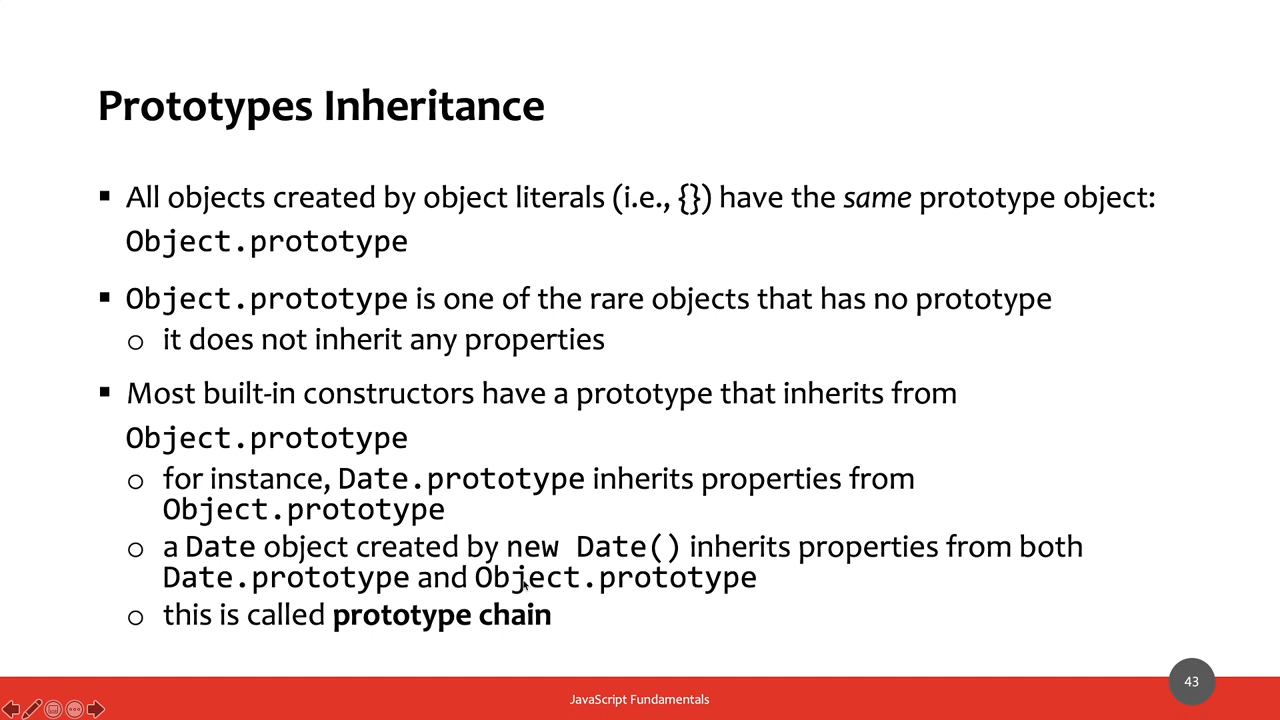 Prototypes Inheritance
▪ All objects created by object literals (i.e., {}) have the same prototype object:
Object.prototype
▪ Object.prototype is one of the rare objects that has no prototype
o it does not inherit any properties
▪ Most built-in constructors have a prototype that inherits from
Object.prototype
o for instance, Date.prototype inherits properties from
Object.prototype
o a Date object created by new Date() inherits properties from both
Date.prototype and Object.prototype
o this is called prototype chain
43
JavaScript Fundamentals